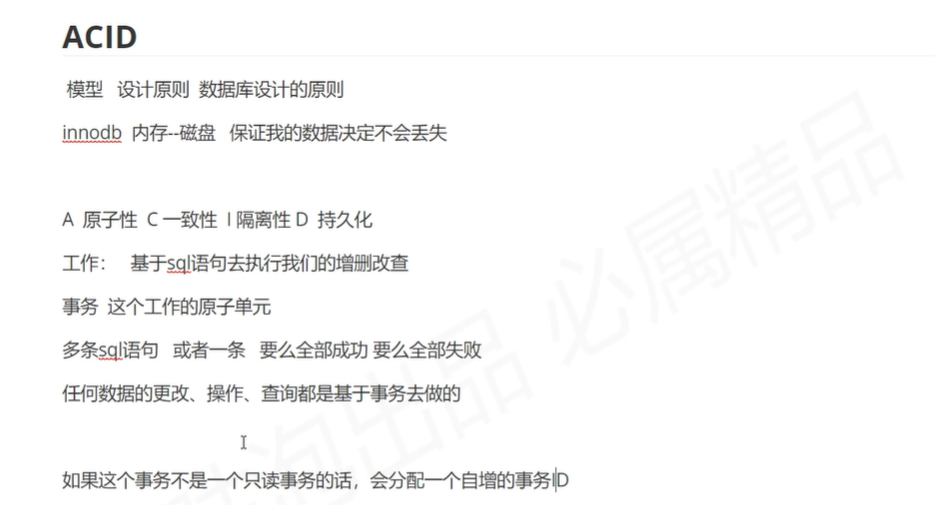 ACID
模型 设计原则 数据库设计的原则
innodb 内存--磁盘 保证我的数据决定不会丢失
A 原子性 C 一致性 I 隔离性 D 持久化
工作： 基于sql语句去执行我们的增删改查
事务 这个工作的原子单元
多条sql语句 或者一条 要么全部成功 要么全部失败
任何数据的更改、操作、查询都是基于事务去做的
如果这个事务不是一个只读事务的话，会分配一个自增的事务ID
出品 必属精品